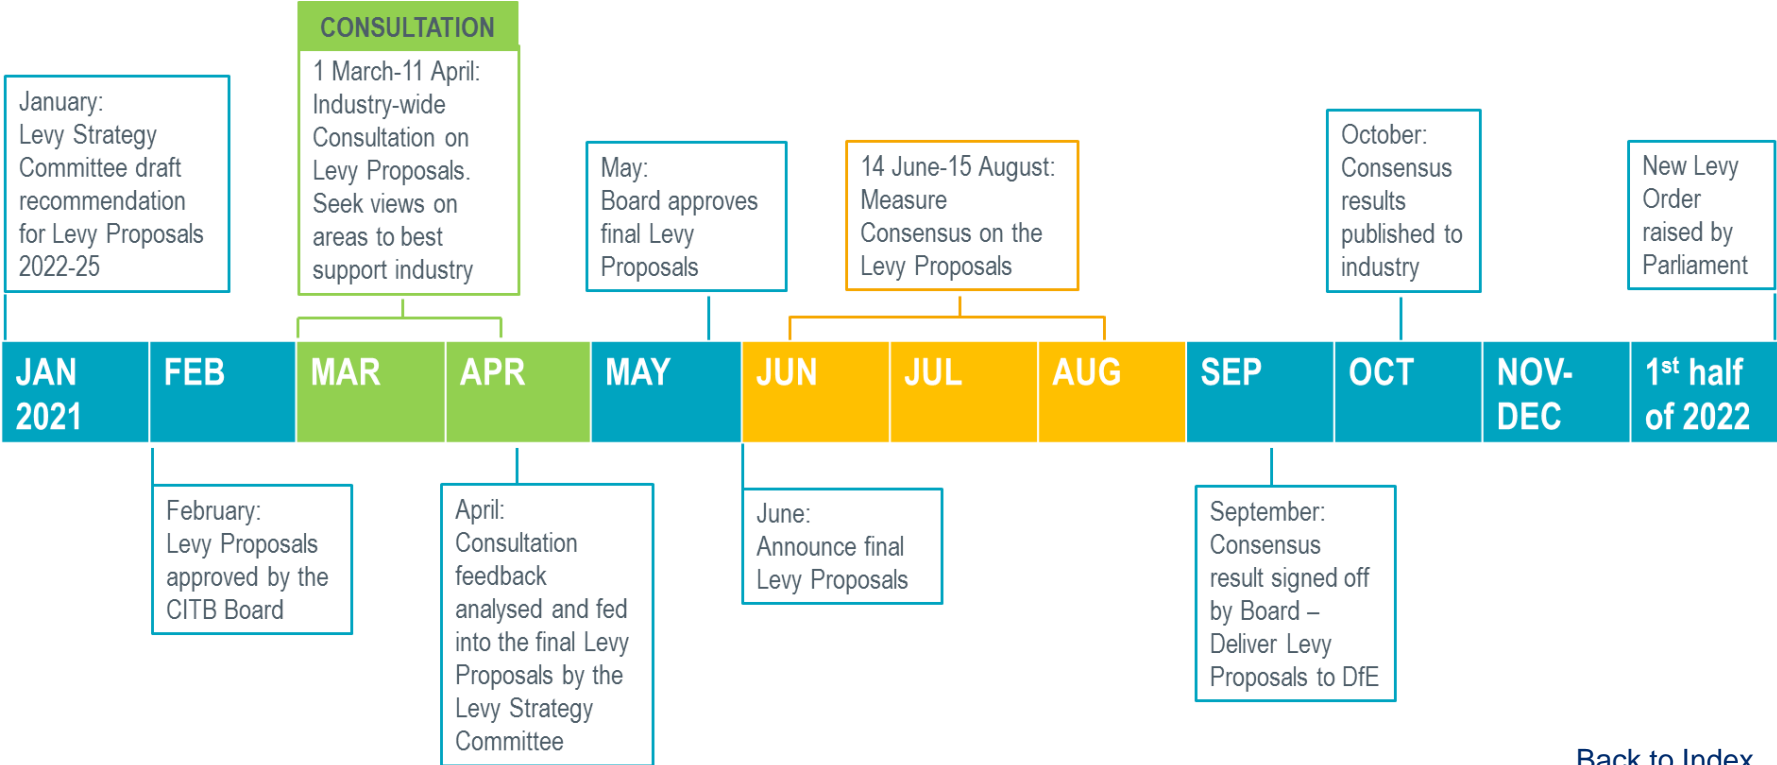 CONSULTATION
1 March-11 April:
Industry-wide
Consultation on
Levy Proposals.
Seek views on
areas to best
support industry
January:
Levy Strategy
Committee draft
recommendation
for Levy Proposals
2022-25
May:
Board approves
final Levy
Proposals
14 June-15 August:
Measure
Consensus on the
Levy Proposals
October:
Consensus
results
published to
industry
New Levy
Order
raised by
Parliament
JAN
2021
FEB
MAR
APR
MAY
JUN
JUL
AUG
SEP
OCT
NOV-
DEC
1st half
of 2022
February:
Levy Proposals
approved by the
CITB Board
April:
Consultation
feedback
analysed and fed
into the final Levy
Proposals by the
Levy Strategy
Committee
June:
Announce final
Levy Proposals
September:
Consensus
result signed off
by Board –
Deliver Levy
Proposals to DfE
Back to Index